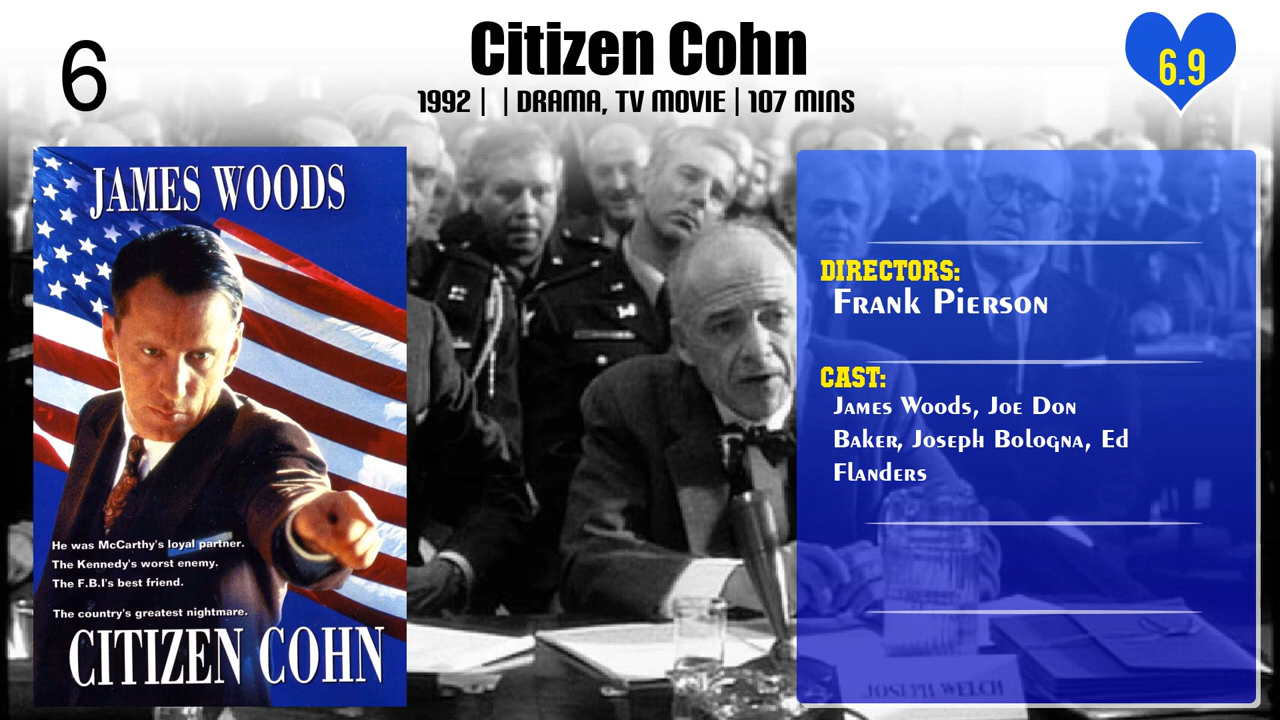 6
Citizen Cohn
6.9
1992 | | DRAMA, TV MOVIE | 107 MINS
JAMES WOODS
He was McCarthy's loyal partner.
The Kennedy's worst enemy.
The F.B.I's best friend.
The country's greatest nightmare.
CITIZEN COHN
DIRECTORS:
Frank Pierson
CAST:
James Woods, Joe Don
Baker, Joseph Bologna, Ed
Flanders
JOSEPH WELCH